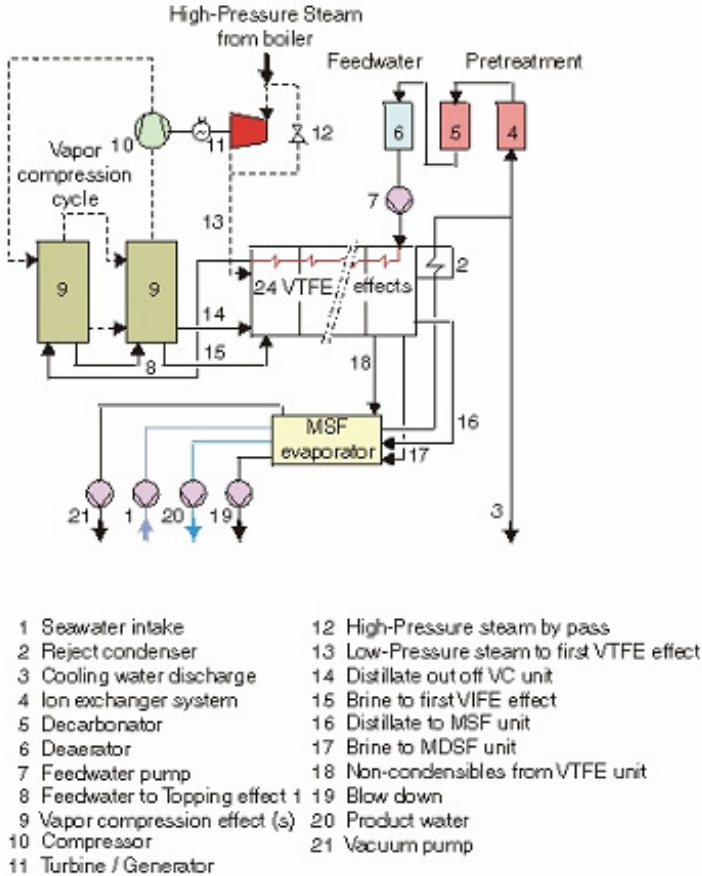 High-Pressure Steam
from boiler
Feedwater
Pretreatment
10
11
12
6
5
4
Vapor
compression
cycle
7
13
9
9
24 VTFE effects
2
14
15
8
18
16
17
MSF
evaporator
21
1
20
19
3
1 Seawater intake
2 Reject condenser
3 Cooling water discharge
4 Ion exchanger system
5 Decarbonator
6 Deaerator
7 Feedwater pump
8 Feedwater to Topping effect 1
9 Vapor compression effect (s)
10 Compressor
11 Turbine / Generator
12 High-Pressure steam by pass
13 Low-Pressure steam to first VTFE effect
14 Distillate out off VC unit
15 Brine to first VIFE effect
16 Distillate to MSF unit
17 Brine to MDSF unit
18 Non-condensibles from VTFE unit
19 Blow down
20 Product water
21 Vacuum pump